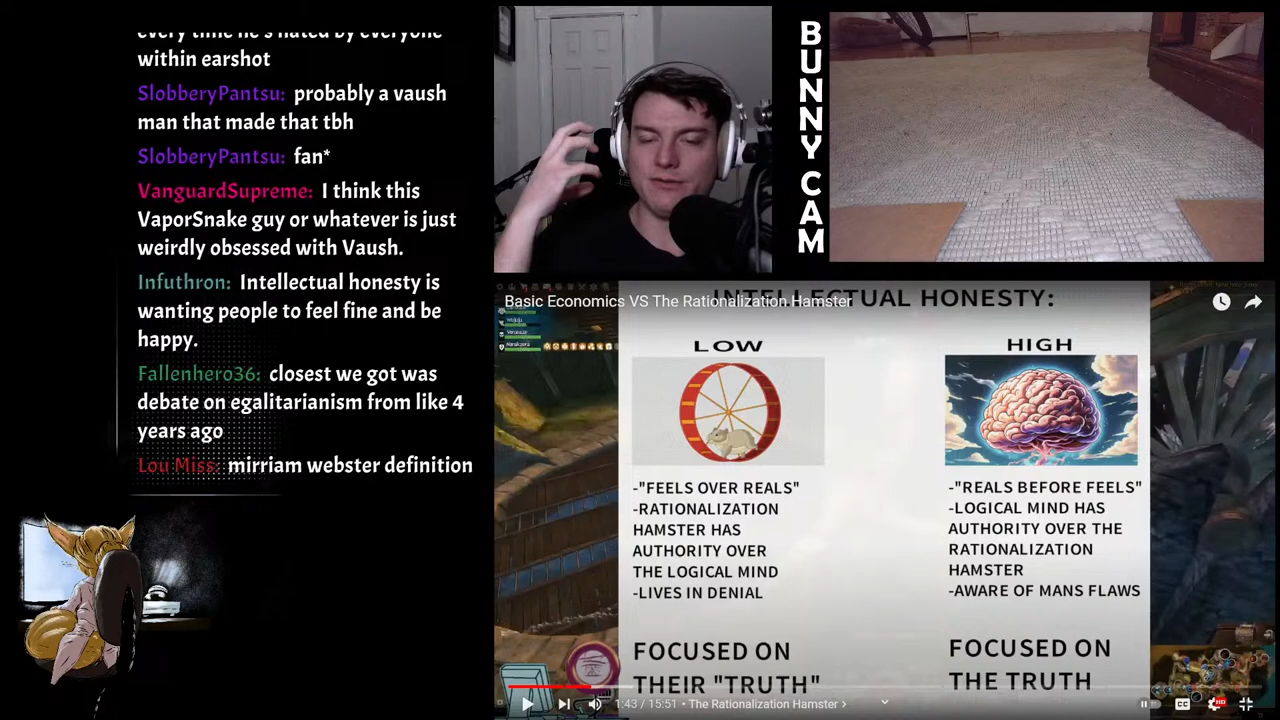 every time he's hated by everyone
within earshot
SlobberyPantsu: probably a vaush
man that made that tbh
SlobberyPantsu: fan*
VanguardSupreme: I think this
VaporSnake guy or whatever is just
weirdly obsessed with Vaush.
Infuthron: Intellectual honesty is
wanting people to feel fine and be
happy.
Fallenhero36: closest we got was
debate on egalitarianism from like 4
years ago
Lou Miss: mirriam webster definition
BUNNY CAM
Basic Economics VS The Rationalization Hamster
INTELLECTUAL HONESTY:
LOW
-"FEELS OVER REALS"
-RATIONALIZATION
HAMSTER HAS
AUTHORITY OVER
THE LOGICAL MIND
-LIVES IN DENIAL
FOCUSED ON
THEIR "TRUTH"
HIGH
-"REALS BEFORE FEELS"
-LOGICAL MIND HAS
AUTHORITY OVER THE
RATIONALIZATION
HAMSTER
-AWARE OF MANS FLAWS
FOCUSED ON
THE TRUTH
1:43 / 15:51 • The Rationalization Hamster
CC
HD